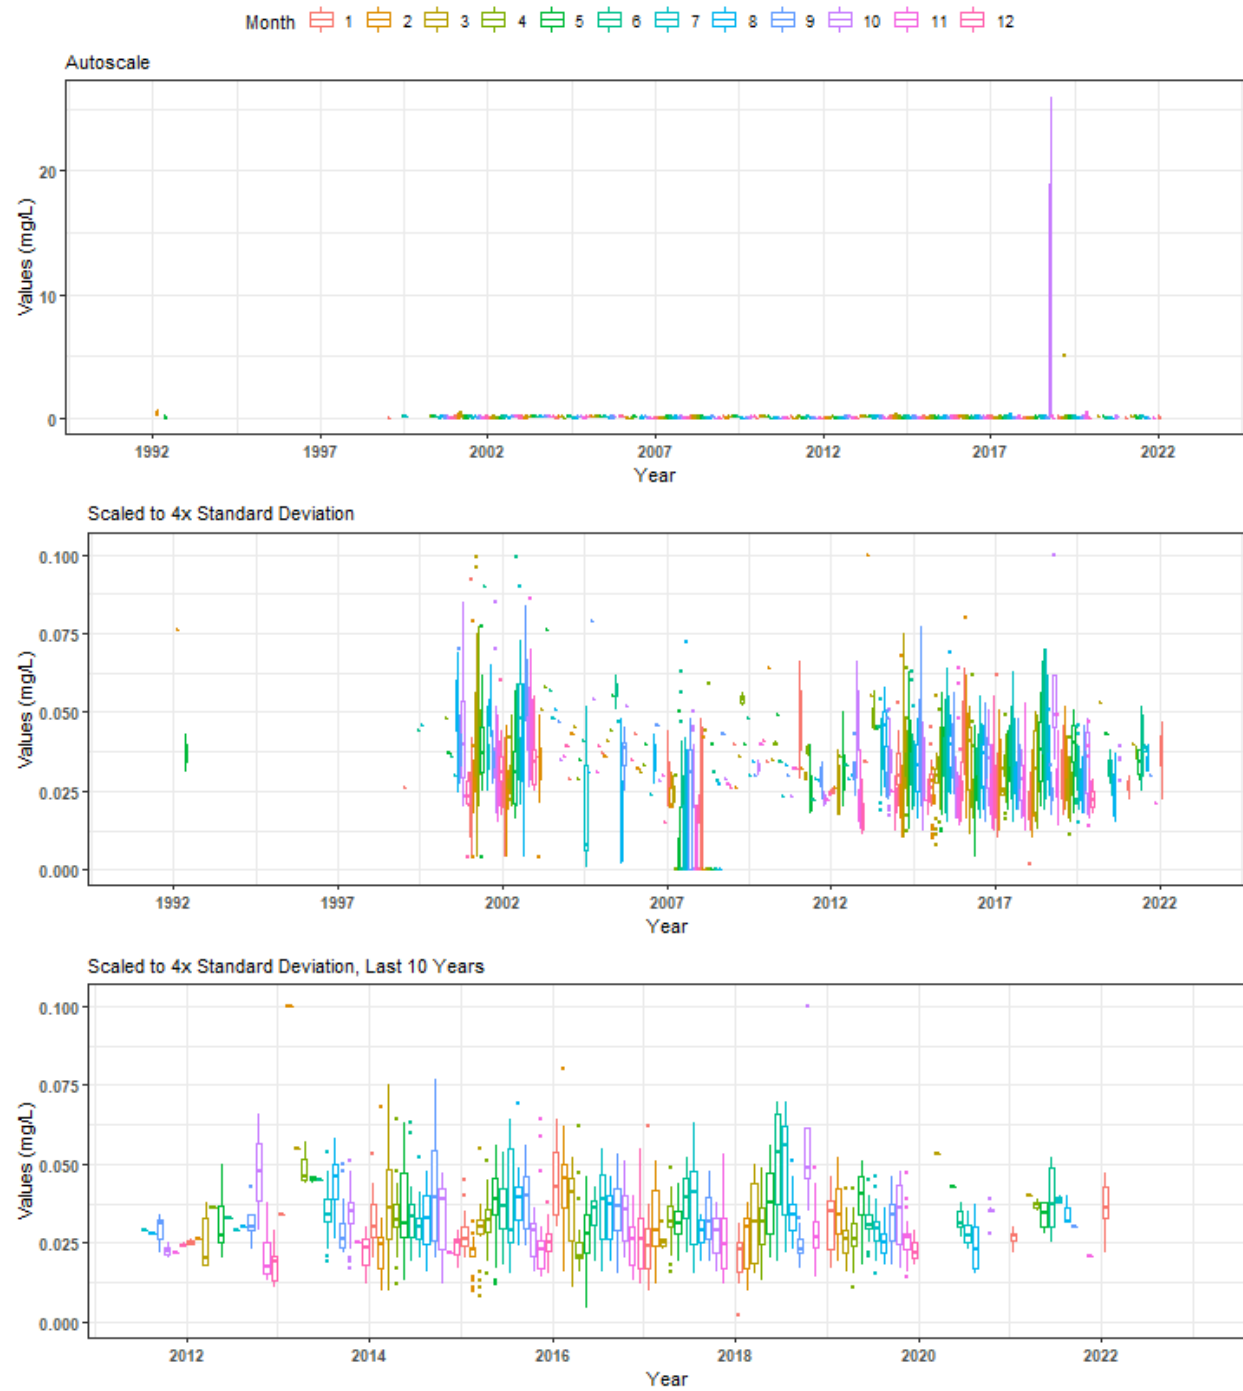 Month 1 2 3 4 5 6 7 8 9 10 11 12
Autoscale
Values (mg/L)
20
10
0
1992 1997 2002 2007 2012 2017 2022
Year
Scaled to 4x Standard Deviation
Values (mg/L)
0.100
0.075
0.050
0.025
0.000
1992 1997 2002 2007 2012 2017 2022
Year
Scaled to 4x Standard Deviation, Last 10 Years
Values (mg/L)
0.100
0.075
0.050
0.025
0.000
2012 2014 2016 2018 2020 2022
Year